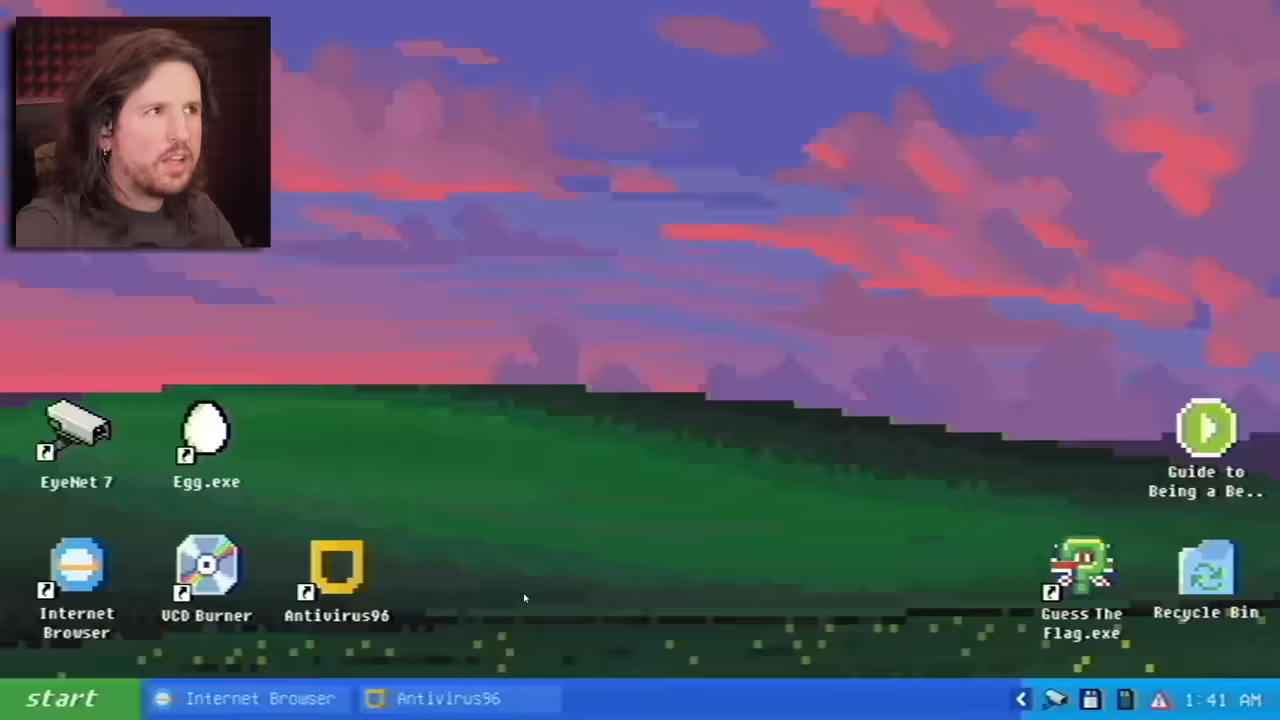 EyeNet 7
Egg.exe
Guide to
Being a Be..
Internet
Browser
VCD Burner
Antivirus96
Guess The
Flag.exe
Recycle Bin
start
Internet Browser
Antivirus96
1:41 AM